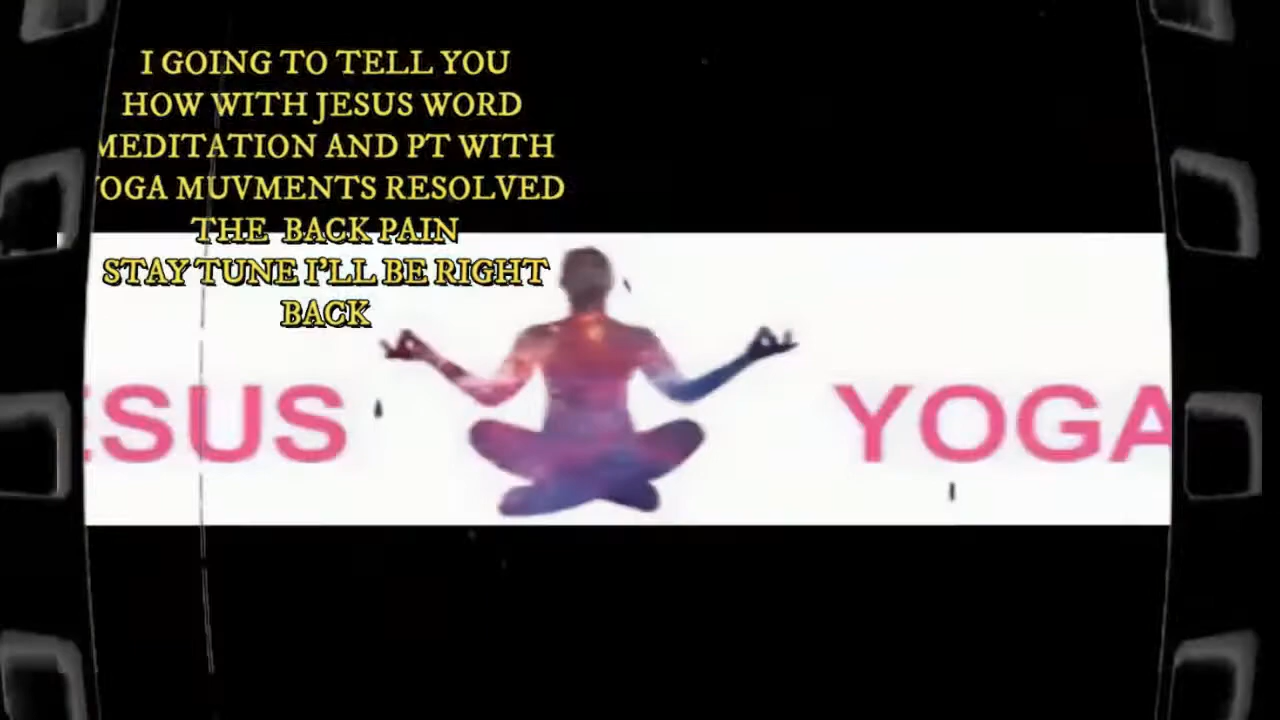 I GOING TO TELL YOU
HOW WITH JESUS WORD
MEDITATION AND PT WITH
YOGA MUVMENTS RESOLVED
THE BACK PAIN
STAY TUNE I'LL BE RIGHT
BACK
ESUS YOGA